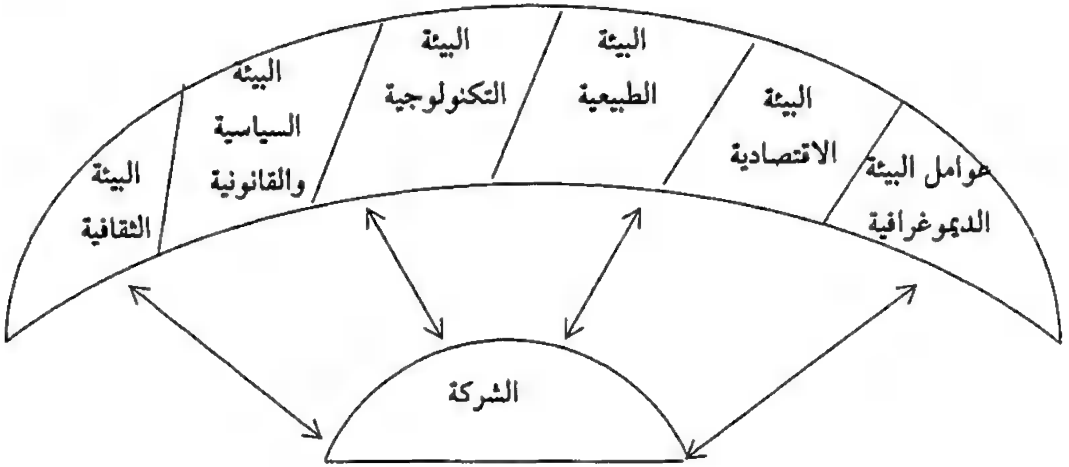 عوامل البيئة
الديموغرافية
البيئة
الاقتصادية
البيئة
الطبيعية
البيئة
التكنولوجية
البيئة
السياسية
والقانونية
البيئة
الثقافية
الشركة